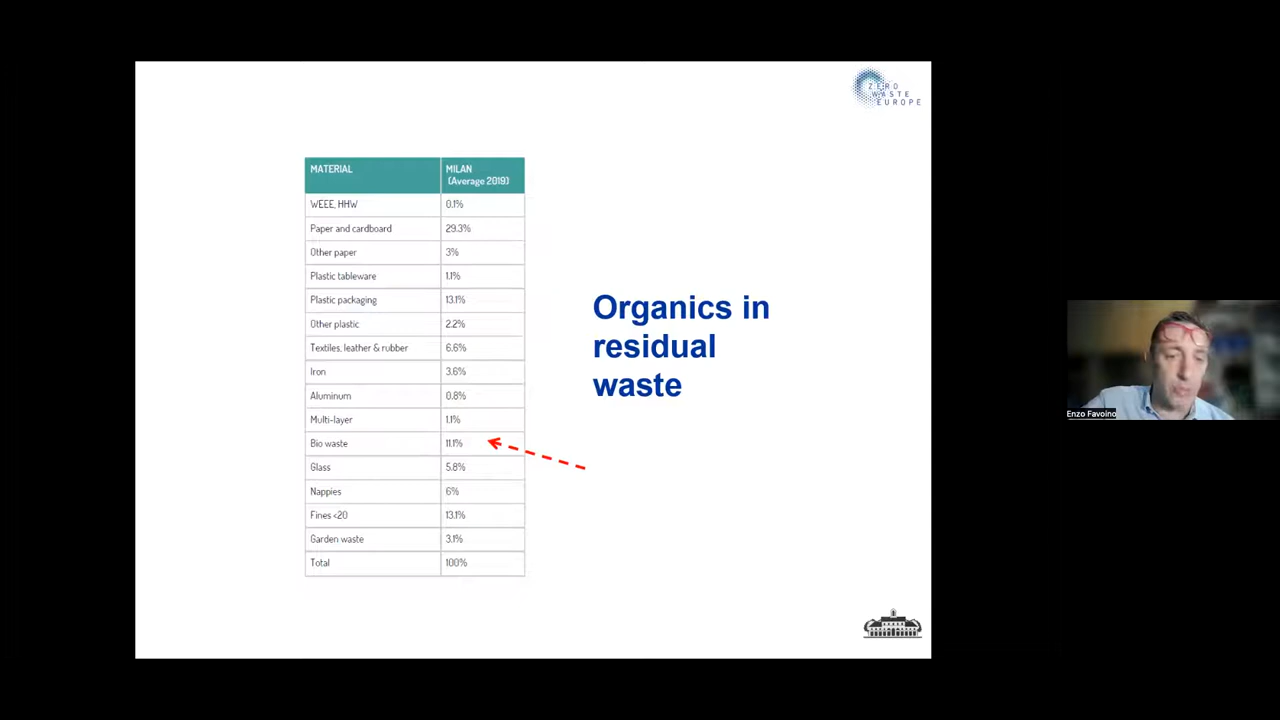 ZERO
WASTE
EUROPE
MATERIAL MILAN
(Average 2019)
WEEE, HHW 0.1%
Paper and cardboard 29.3%
Other paper 3%
Plastic tableware 1.1%
Plastic packaging 13.1%
Other plastic 2.2%
Textiles, leather & rubber 6.6%
Iron 3.6%
Aluminum 0.8%
Multi-layer 1.1%
Bio waste 11.1%
Glass 5.8%
Nappies 6%
Fines <20 13.1%
Garden waste 3.1%
Total 100%
Organics in
residual
waste
Enzo Favoino